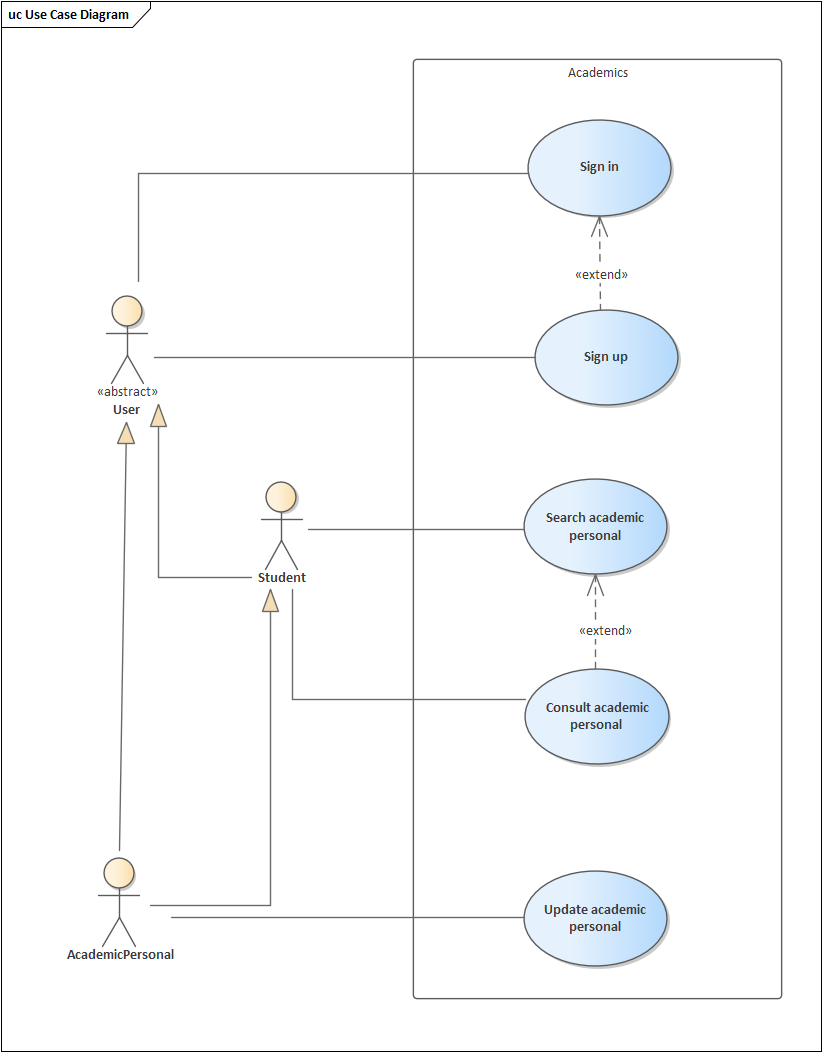 uc Use Case Diagram
Academics
Sign in
«extend»
Sign up
«abstract»
User
Search academic
personal
Student
«extend»
Consult academic
personal
Update academic
personal
AcademicPersonal